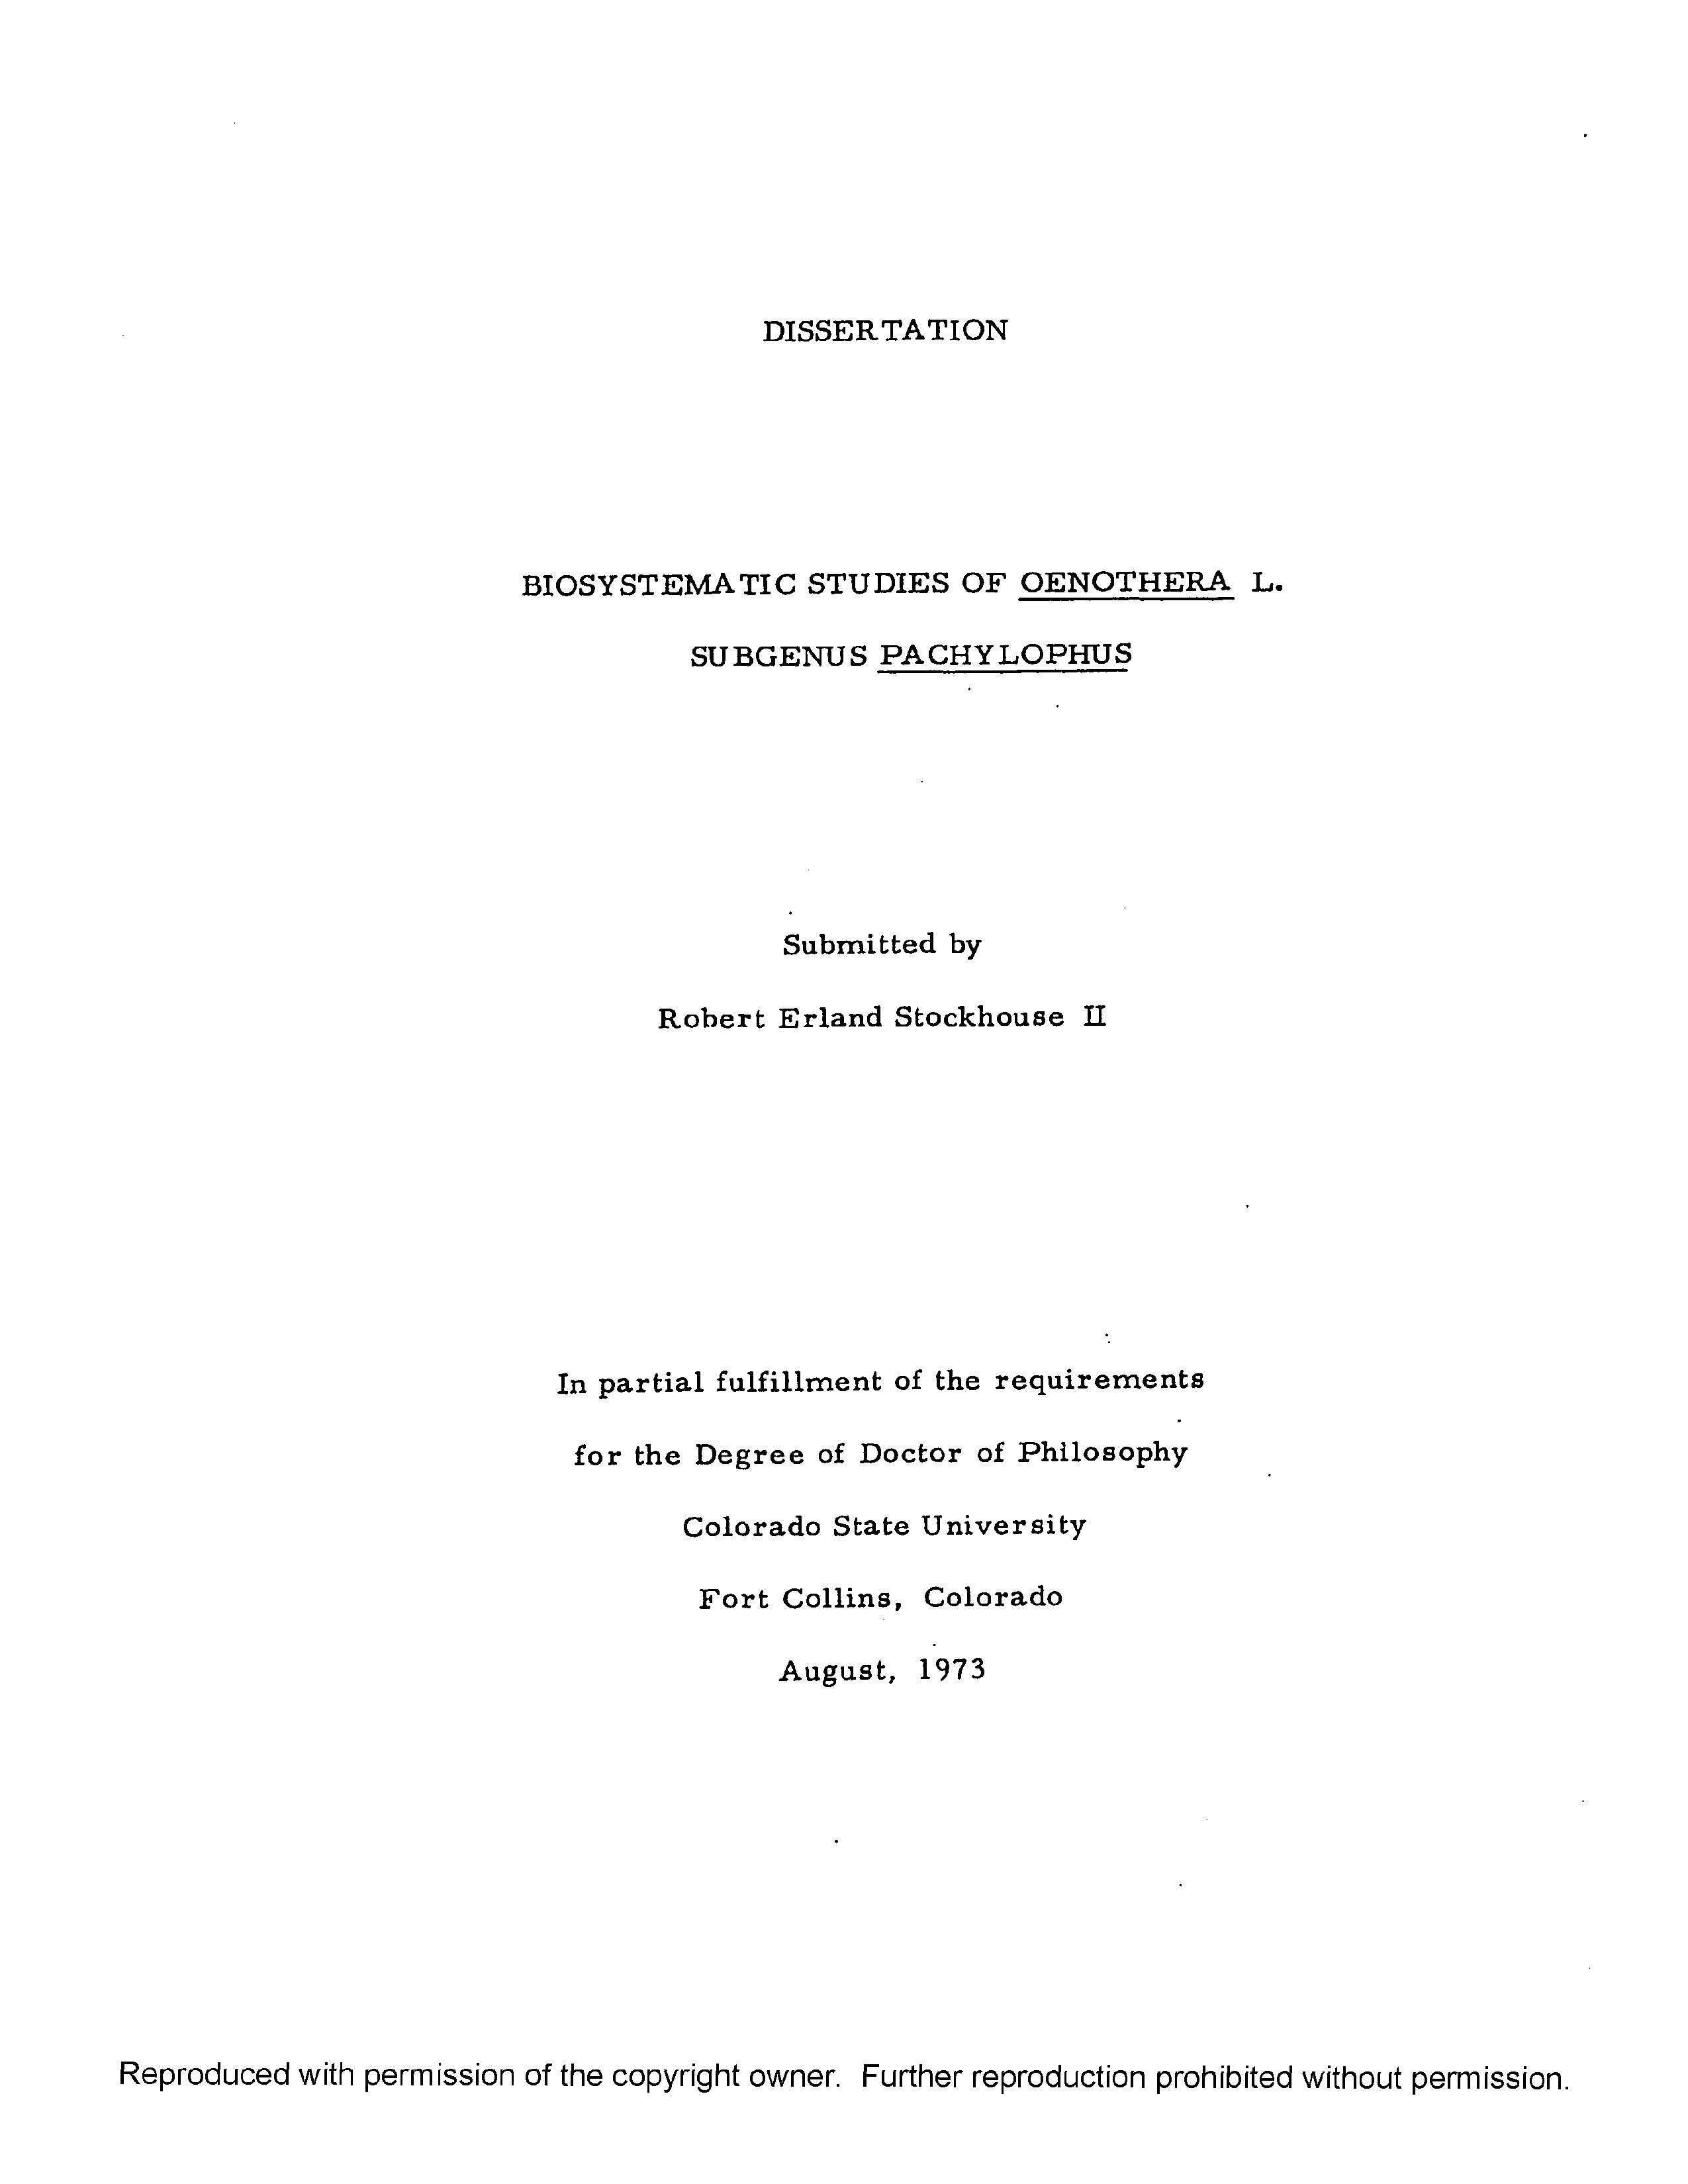 DISSERTATION
BIOSYSTEMATIC STUDIES OF OENOTHERA L.
SUBGENUS PACHYLOPHUS
Submitted by
Robert Erland Stockhouse II
In partial fulfillment of the requirements
for the Degree of Doctor of Philosophy
Colorado State University
Fort Collins, Colorado
August, 1973
Reproduced with permission of the copyright owner. Further reproduction prohibited without permission.